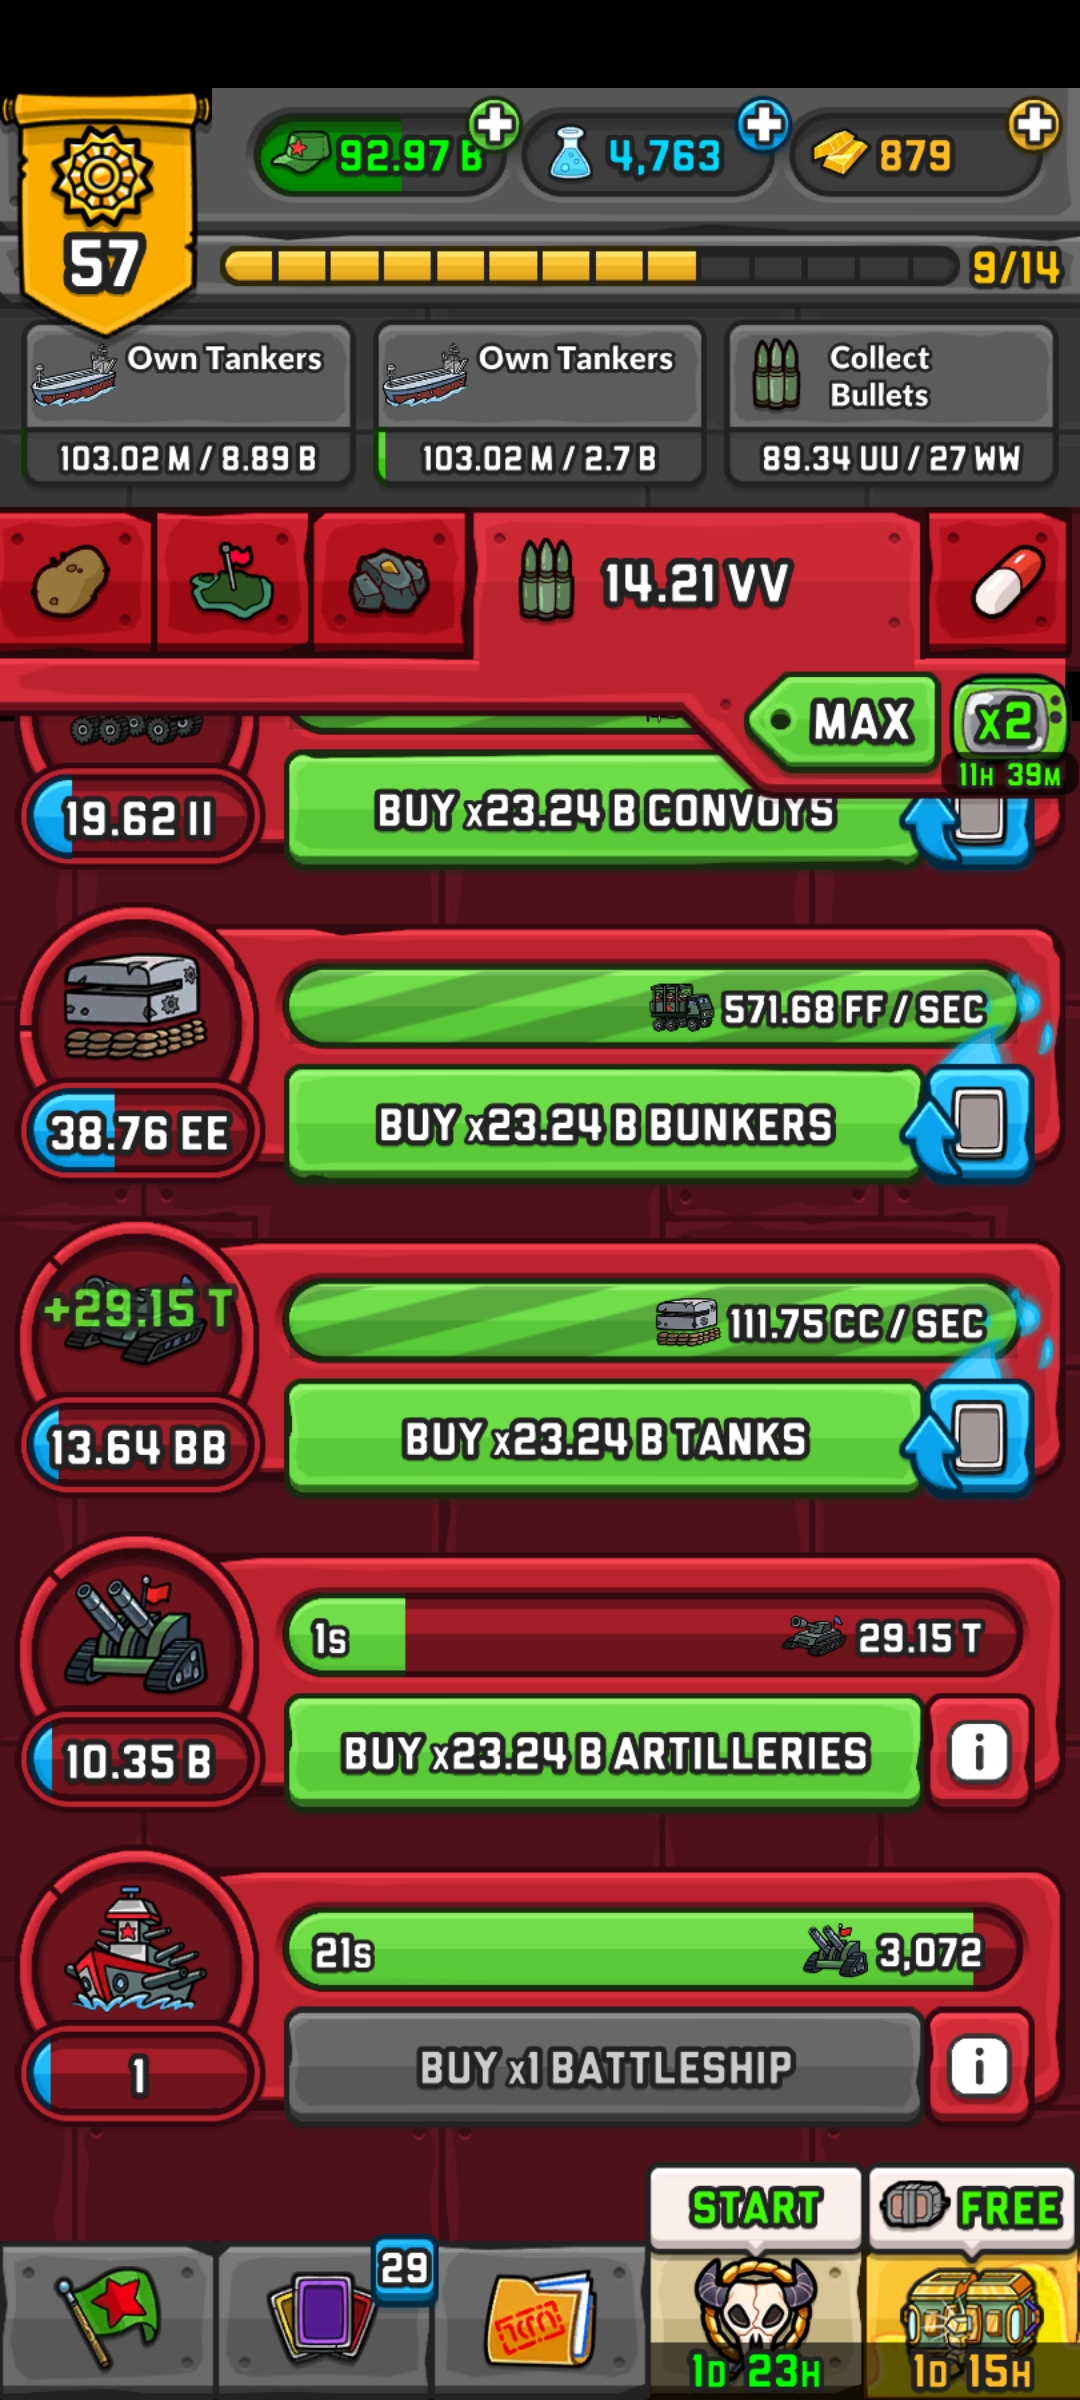 92.97 B
4,763
879
57
9/14
Own Tankers
103.02 M / 8.89 B
Own Tankers
103.02 M / 2.7 B
Collect
Bullets
89.34 UU / 27 WW
14.21 VV
MAX
x2
11H 39M
19.62 II
BUY x23.24 B CONVOYS
571.68 FF / SEC
38.76 EE
BUY x23.24 B BUNKERS
+29.15 T
111.75 CC / SEC
13.64 BB
BUY x23.24 B TANKS
1s
29.15 T
10.35 B
BUY x23.24 B ARTILLERIES
i
21s
3,072
1
BUY x1 BATTLESHIP
i
START
FREE
29
1D 23H
1D 15H